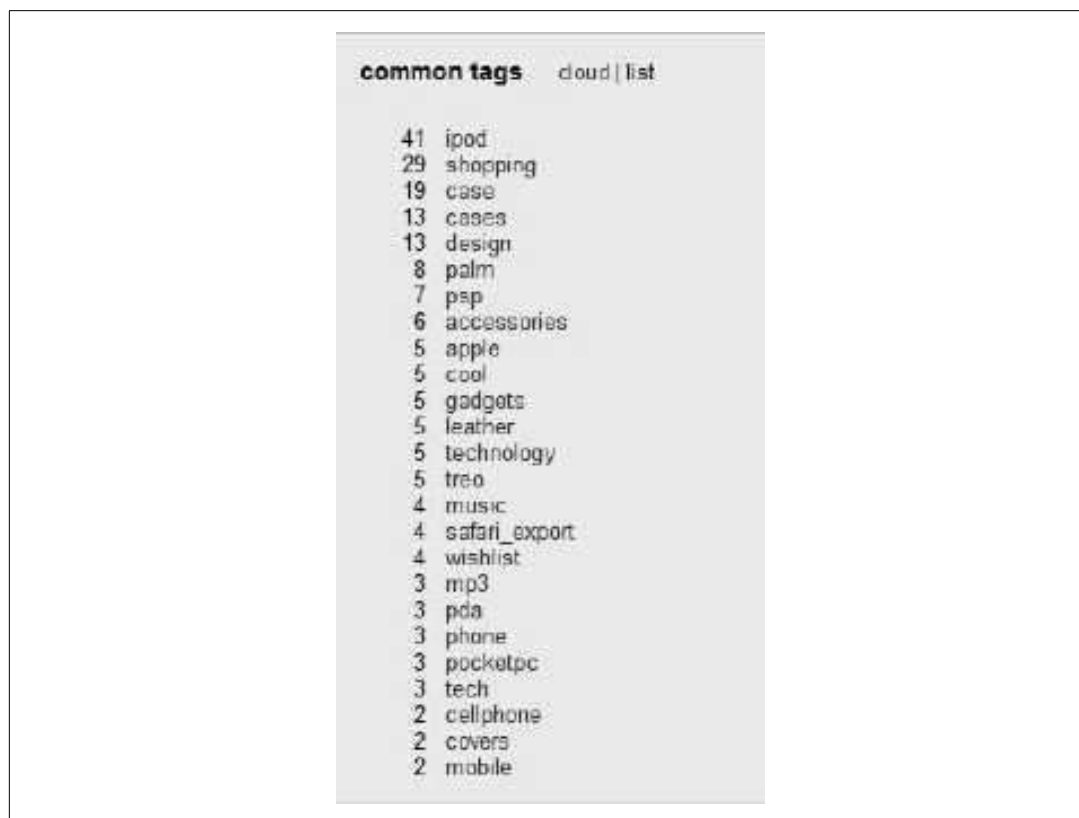 common tags cloud | list
41 ipod
29 shopping
19 case
13 cases
13 design
8 palm
7 psp
6 accessories
5 apple
5 cool
5 gadgets
5 leather
5 technology
5 treo
4 music
4 safari_export
4 wishlist
3 mp3
3 pda
3 phone
3 pocketpc
3 tech
2 cellphone
2 covers
2 mobile